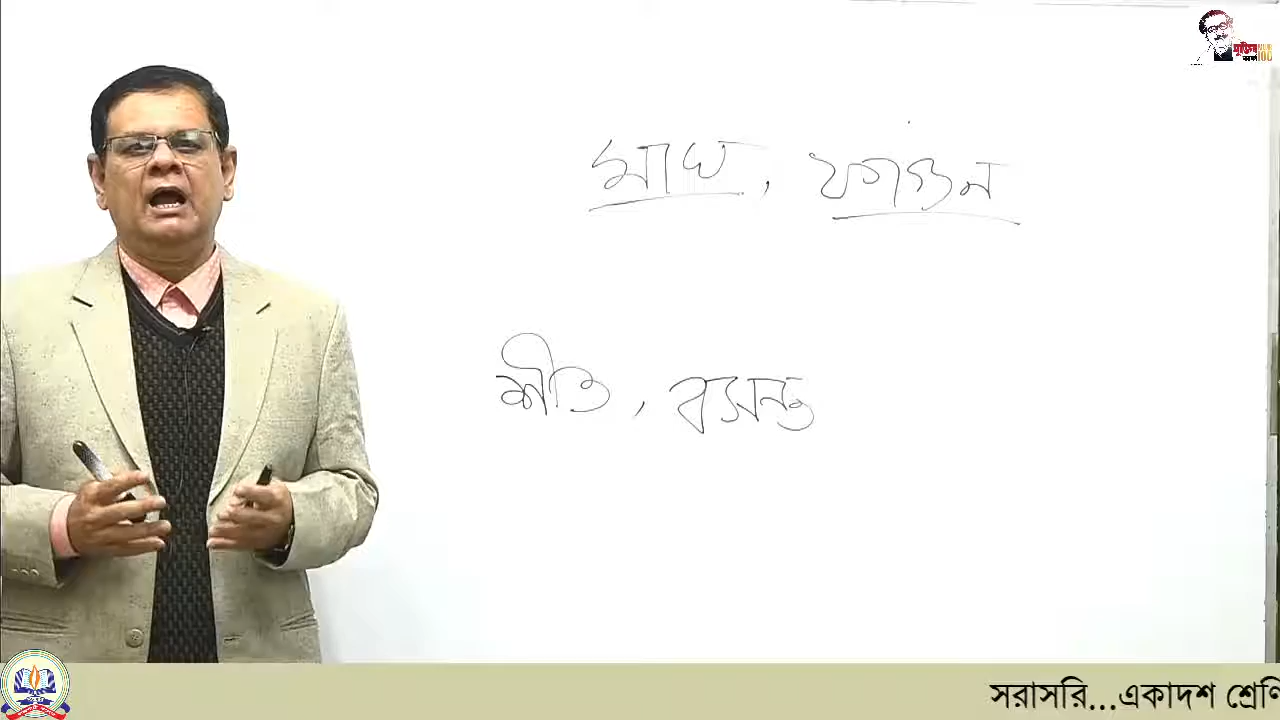 মাঘ, ফাগুন
শীত, বসন্ত
সরাসরি...একাদশ শ্রেণি